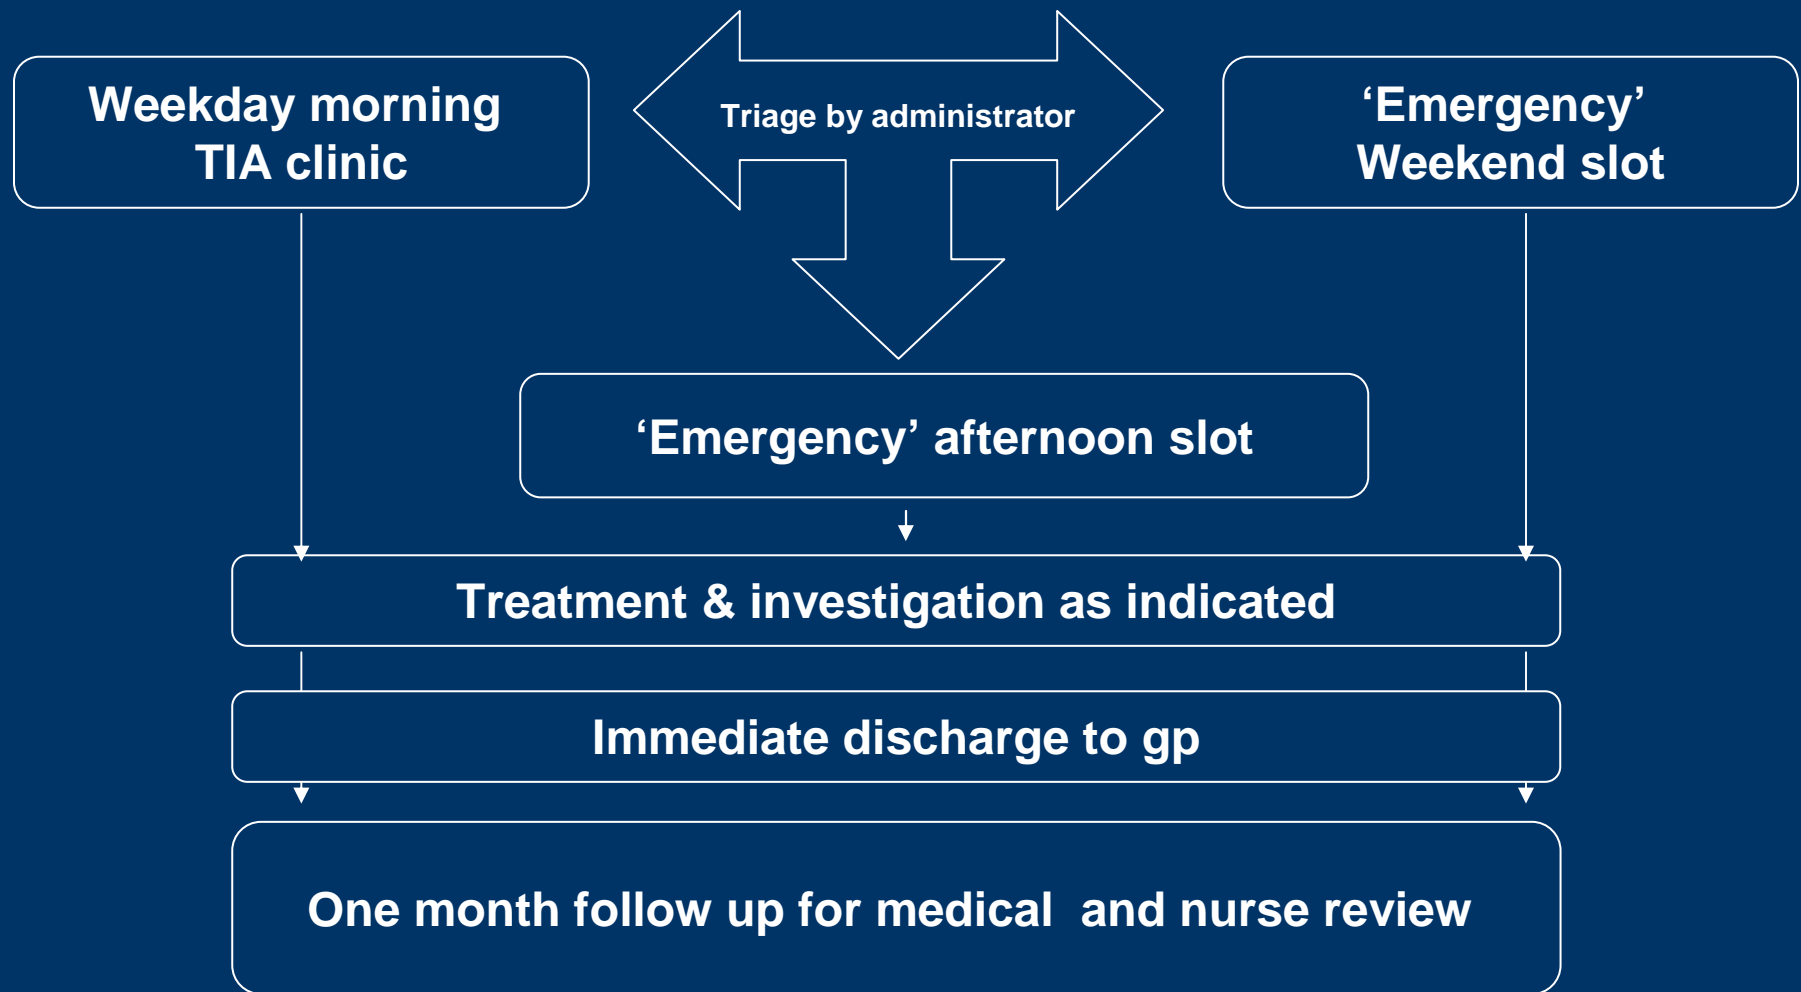 Weekday morning
TIA clinic
Triage by administrator
‘Emergency’
Weekend slot
‘Emergency’ afternoon slot
Treatment & investigation as indicated
Immediate discharge to gp
One month follow up for medical  and nurse review